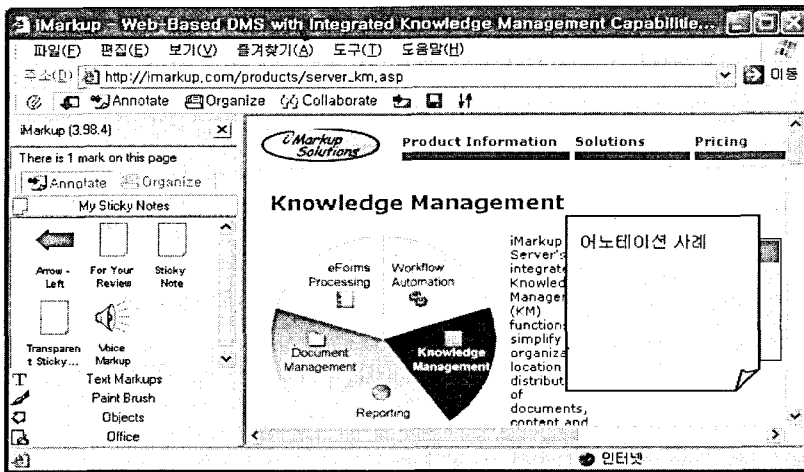 iMarkup - Web-Based DMS with Integrated Knowledge Management Capabilitie...
파일(F) 편집(E) 보기(V) 즐겨찾기(A) 도구(T) 도움말(H)
주소(D) http://imarkup.com/products/server_km.asp 이동
Annotate Organize Collaborate
iMarkup (3.98.4)
There is 1 mark on this page
Annotate Organize
My Sticky Notes
Arrow - Left
For Your Review
Sticky Note
Transparen t Sticky...
Voice Markup
Text Markups
Paint Brush
Objects
Office
iMarkup Solutions
Product Information Solutions Pricing
Knowledge Management
eForms Processing
Workflow Automation
Document Management
Knowledge Management
Reporting
iMarkup
Server's
integrate
Knowled
Manager
(KM)
function
simplify
organiza
location
distribut
of
documents,
content and
어노테이션 사례
인터넷